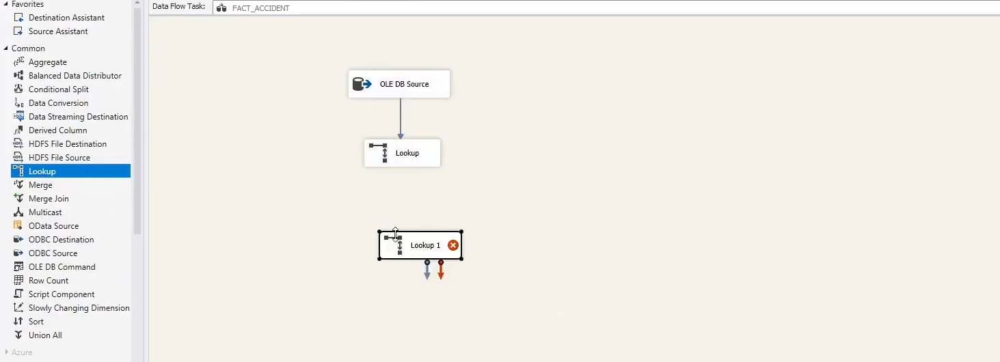 Favorites
Destination Assistant
Source Assistant
Common
Aggregate
Balanced Data Distributor
Conditional Split
Data Conversion
Data Streaming Destination
Derived Column
HDFS File Destination
HDFS File Source
Lookup
Merge
Merge Join
Multicast
OData Source
ODBC Destination
ODBC Source
OLE DB Command
Row Count
Script Component
Slowly Changing Dimension
Sort
Union All
Azure
Data Flow Task: FACT_ACCIDENT
OLE DB Source
Lookup
Lookup 1